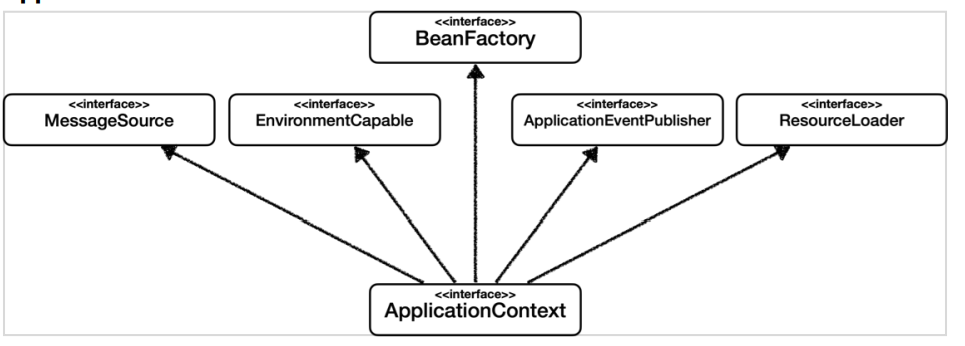 <<interface>>
BeanFactory
<<interface>>
MessageSource
<<interface>>
EnvironmentCapable
<<interface>>
ApplicationEventPublisher
<<interface>>
ResourceLoader
<<interface>>
ApplicationContext